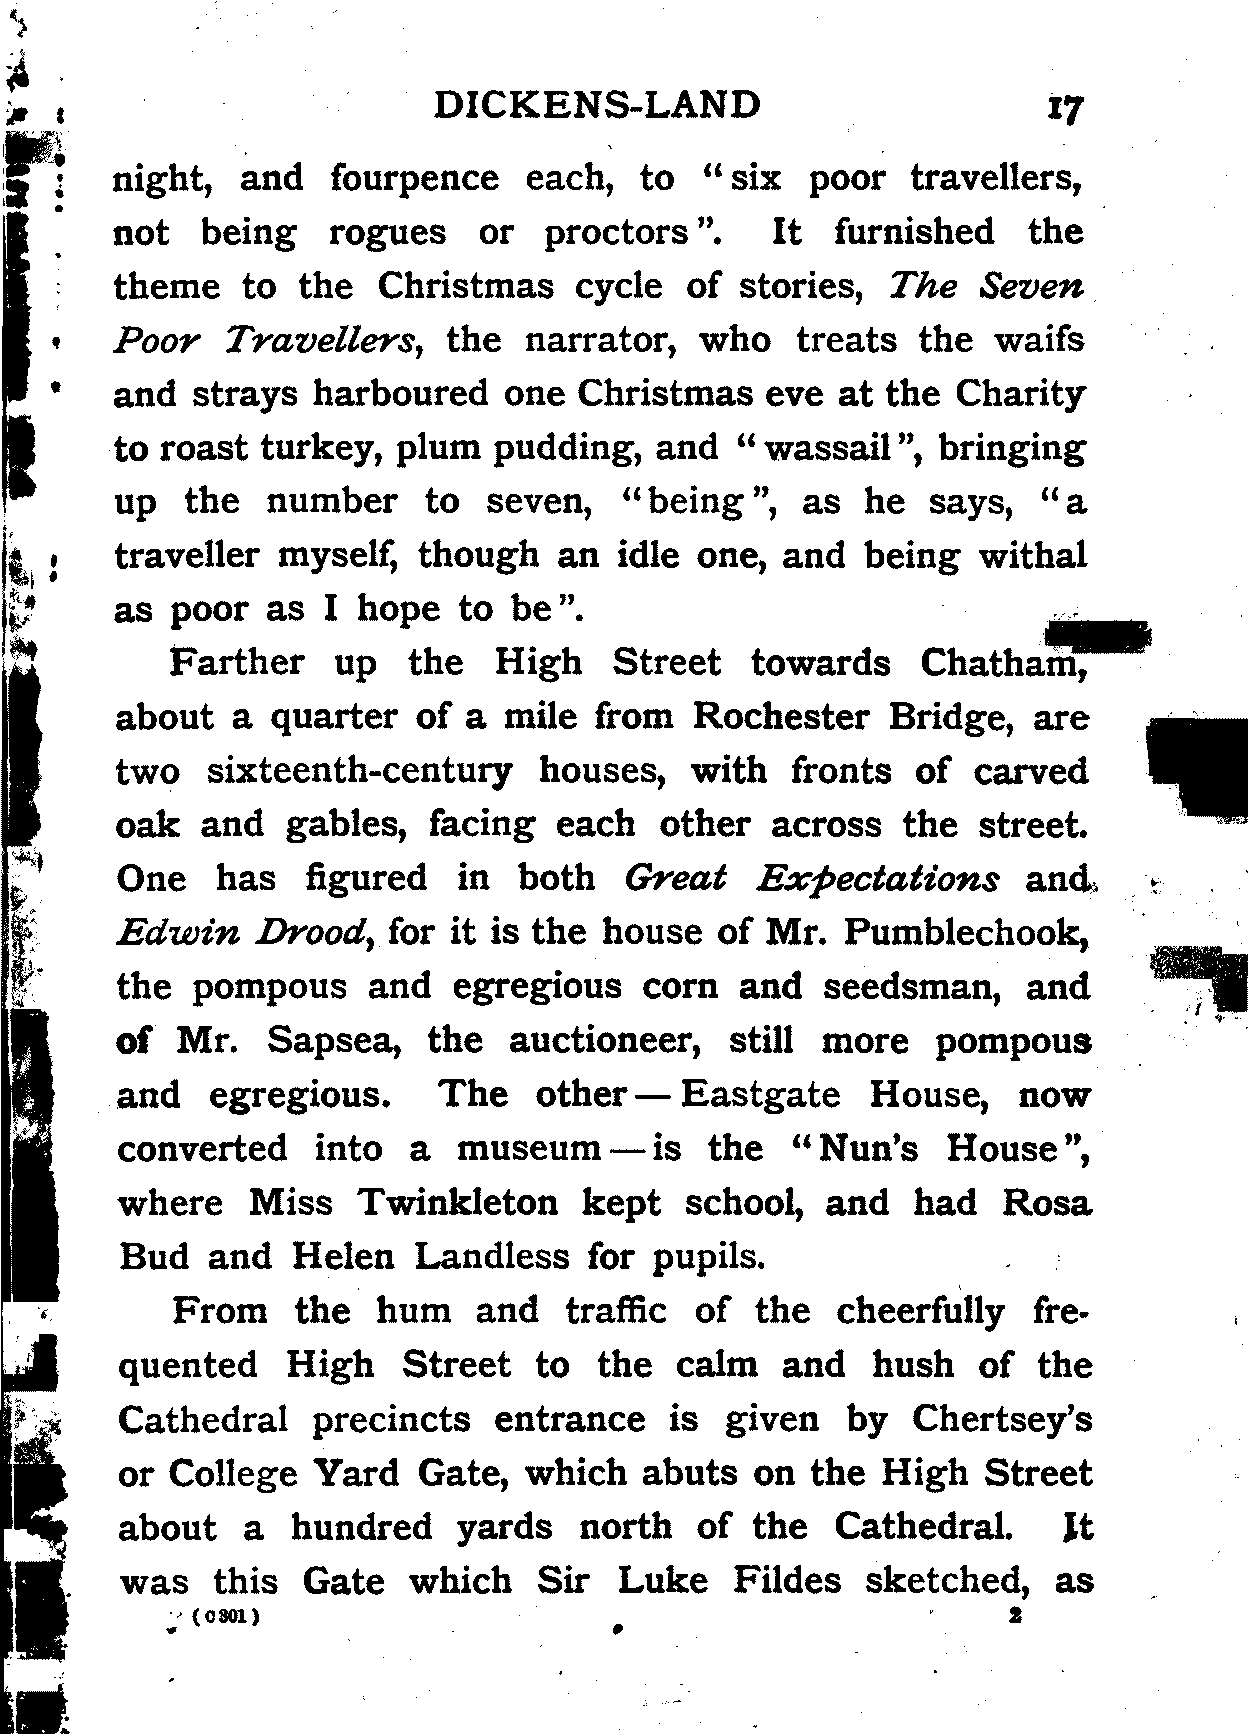 DICKENS-LAND 17
night, and fourpence each, to “six poor travellers,
not being rogues or proctors”. It furnished the
theme to the Christmas cycle of stories, The Seven
Poor Travellers, the narrator, who treats the waifs
and strays harboured one Christmas eve at the Charity
to roast turkey, plum pudding, and “wassail”, bringing
up the number to seven, “being”, as he says, “a
traveller myself, though an idle one, and being withal
as poor as I hope to be”.
Farther up the High Street towards Chatham,
about a quarter of a mile from Rochester Bridge, are
two sixteenth-century houses, with fronts of carved
oak and gables, facing each other across the street.
One has figured in both Great Expectations and
Edwin Drood, for it is the house of Mr. Pumblechook,
the pompous and egregious corn and seedsman, and
of Mr. Sapsea, the auctioneer, still more pompous
and egregious. The other—Eastgate House, now
converted into a museum—is the “Nun's House”,
where Miss Twinkleton kept school, and had Rosa
Bud and Helen Landless for pupils.
From the hum and traffic of the cheerfully fre-
quented High Street to the calm and hush of the
Cathedral precincts entrance is given by Chertsey's
or College Yard Gate, which abuts on the High Street
about a hundred yards north of the Cathedral. It
was this Gate which Sir Luke Fildes sketched, as
(C301) 2